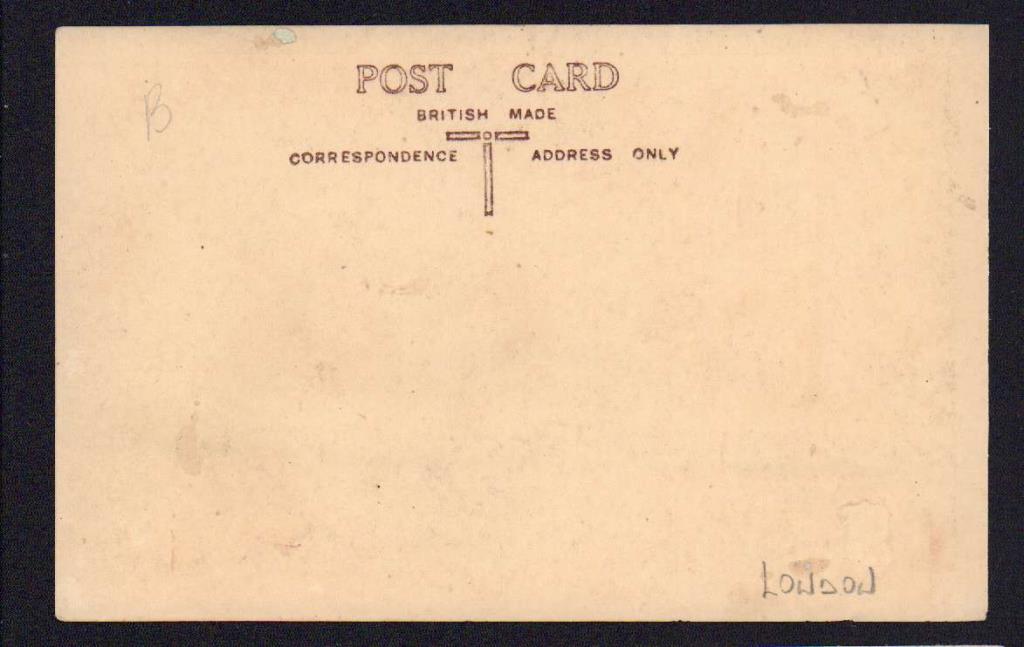 B
POST CARD
BRITISH MADE
CORRESPONDENCE ADDRESS ONLY
LONDON